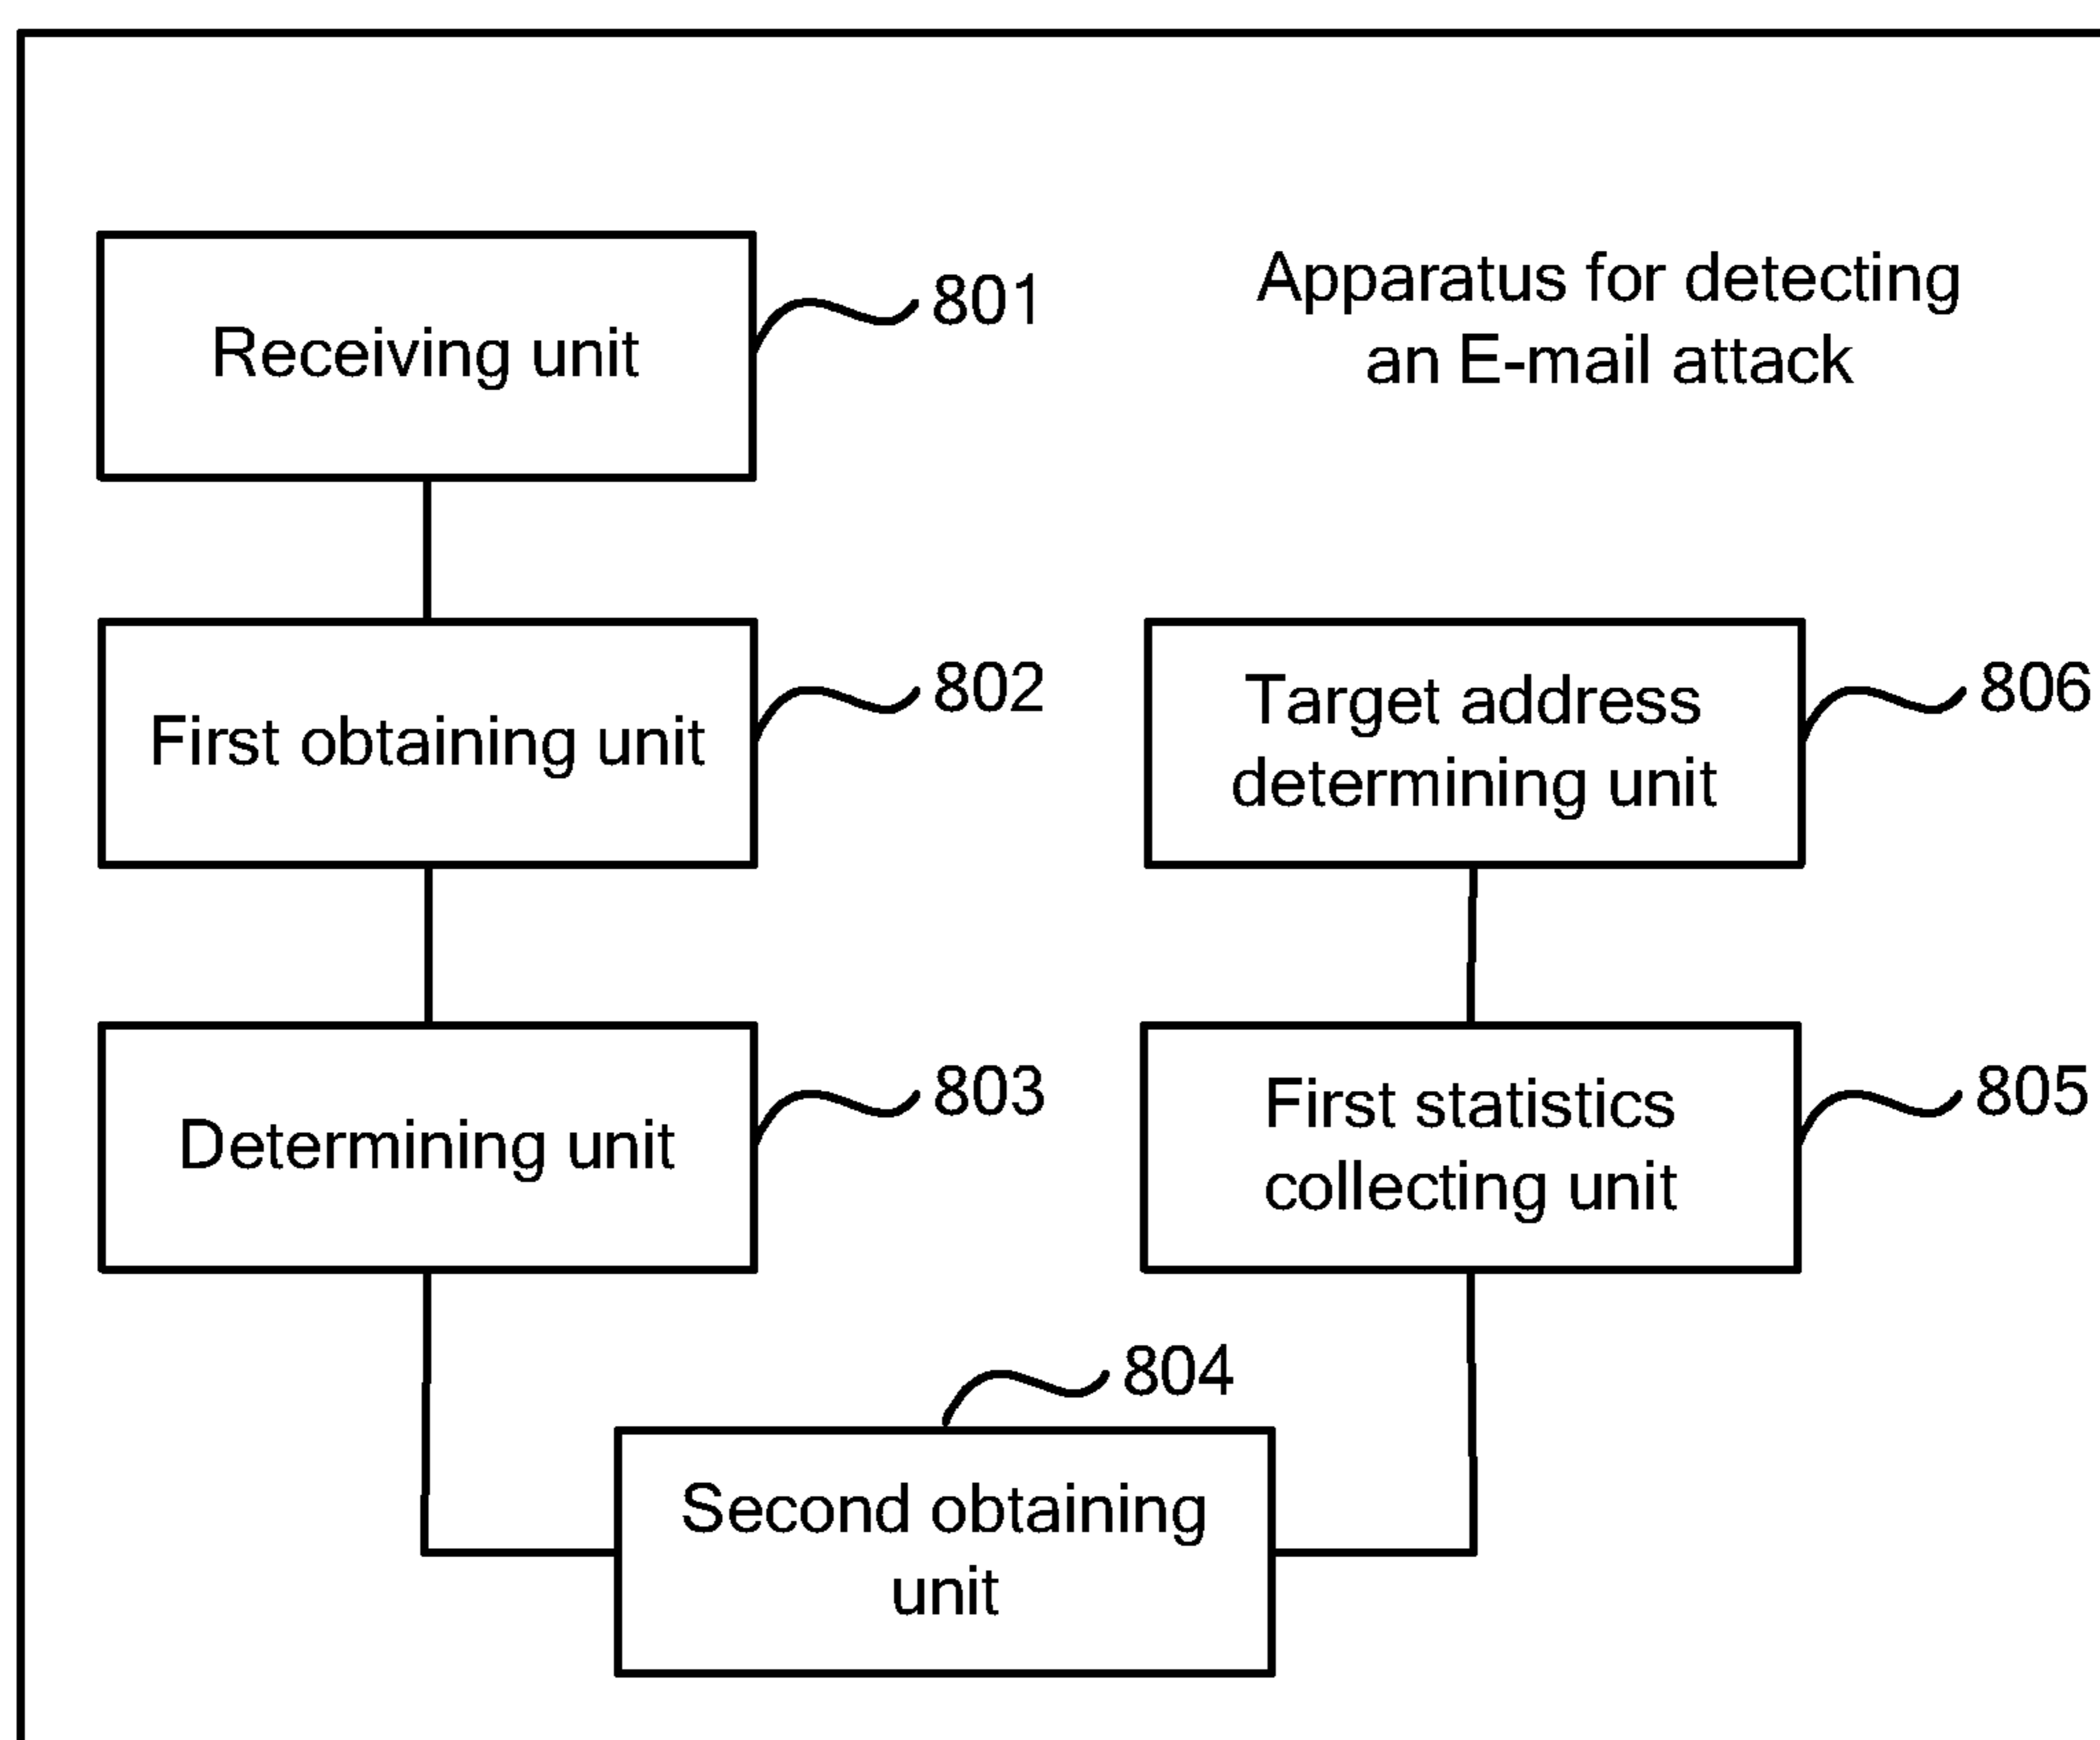 Receiving unit
801
Apparatus for detecting
an E-mail attack
First obtaining unit
802
Target address
determining unit
806
Determining unit
803
First statistics
collecting unit
805
804
Second obtaining
unit